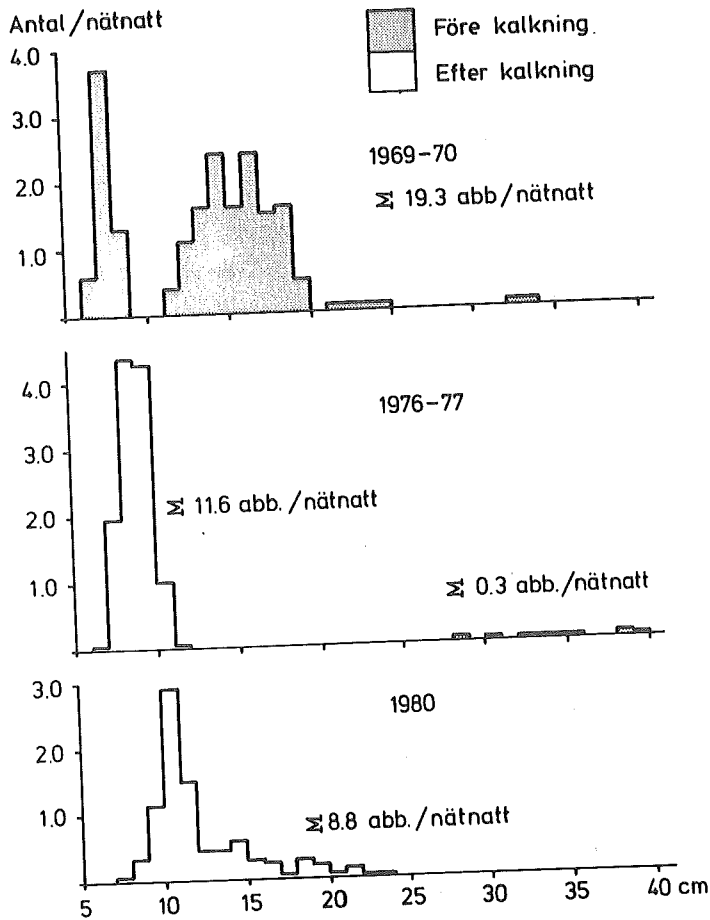 Antal/nätnatt
Före kalkning.
Efter kalkning
4.0
3.0
2.0
1.0
1969-70
Σ 19.3 abb/nätnatt
4.0
3.0
2.0
1.0
1976-77
Σ 11.6 abb./nätnatt
Σ 0.3 abb./nätnatt
3.0
2.0
1.0
1980
Σ 8.8 abb./nätnatt
5 10 15 20 25 30 35 40 cm